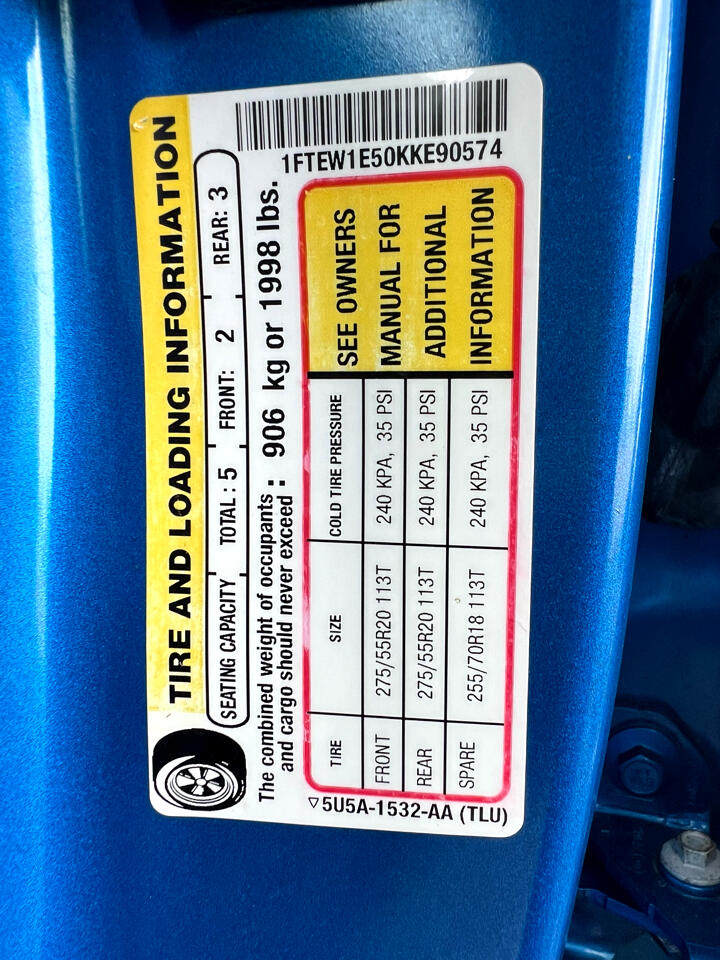 1FTEW1E50KKE90574
TIRE AND LOADING INFORMATION
SEATING CAPACITY TOTAL : 5 FRONT: 2 REAR: 3
The combined weight of occupants
and cargo should never exceed : 906 kg or 1998 lbs.
TIRE SIZE COLD TIRE PRESSURE
FRONT 275/55R20 113T 240 KPA, 35 PSI
REAR 275/55R20 113T 240 KPA, 35 PSI
SPARE 255/70R18 113T 240 KPA, 35 PSI
SEE OWNERS
MANUAL FOR
ADDITIONAL
INFORMATION
▽5U5A-1532-AA (TLU)